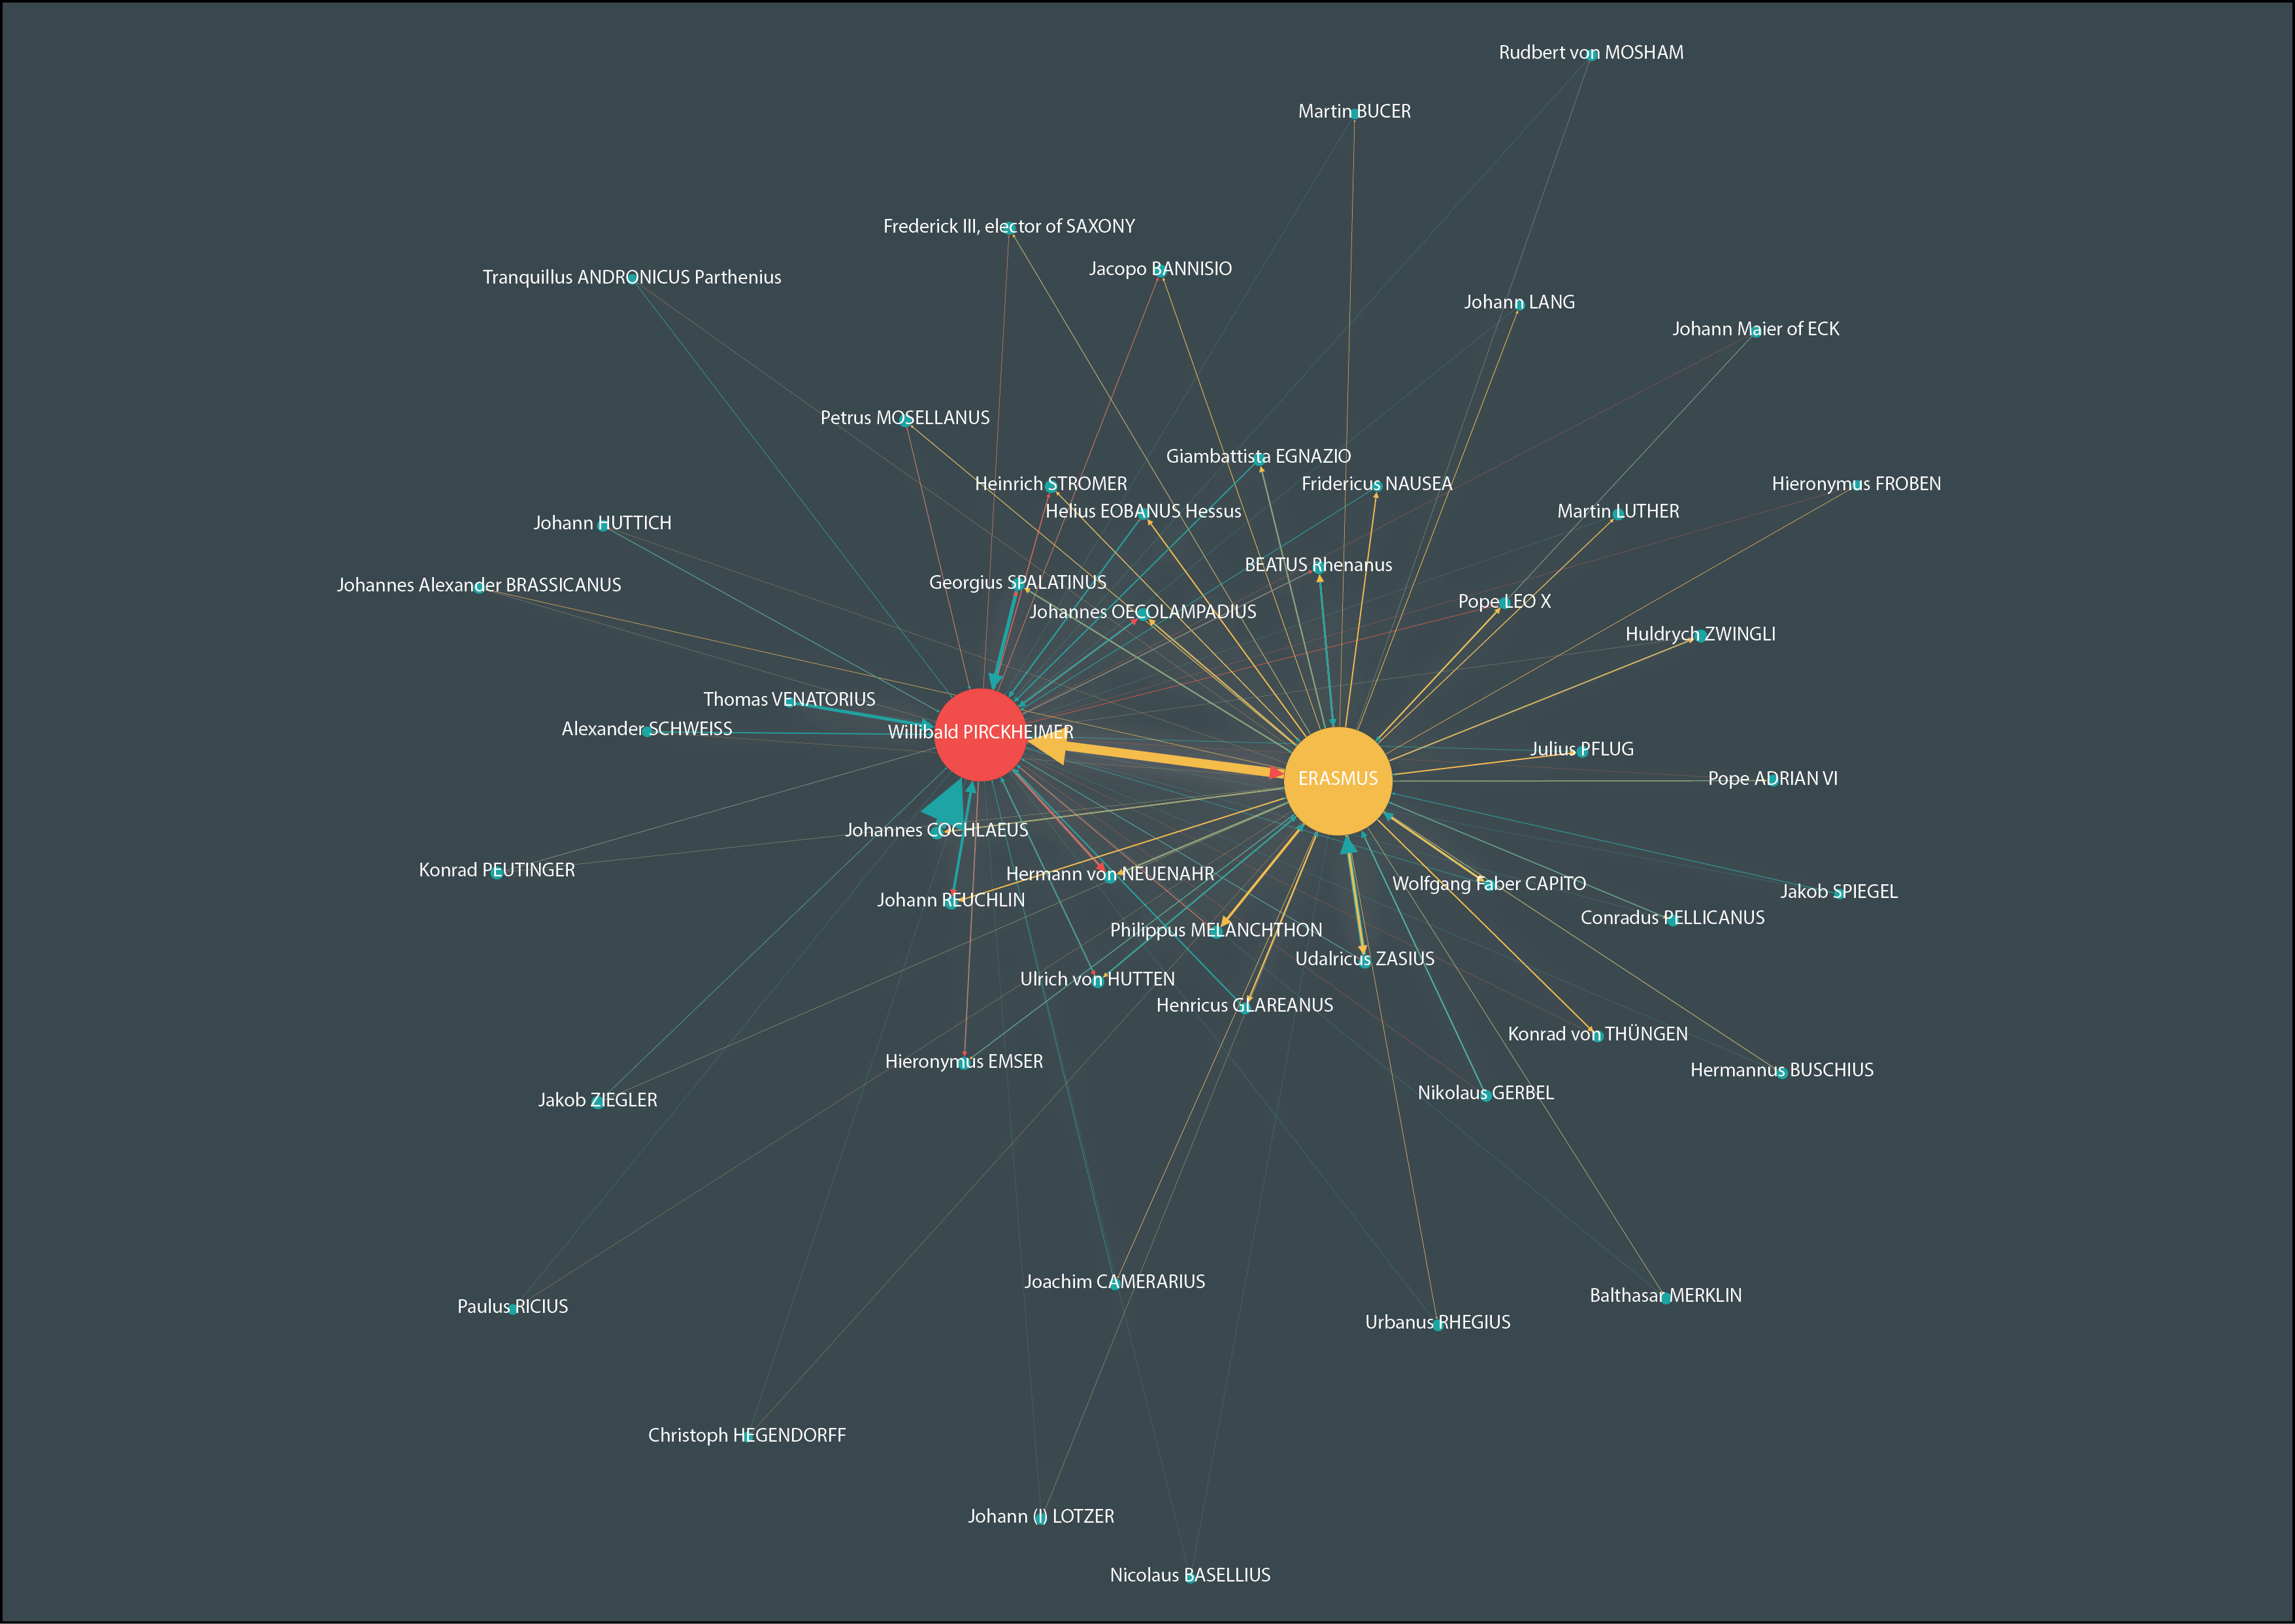 Rudbert von MOSHAM
Martin BUCER
Frederick III, elector of SAXONY
Jacopo BANNISIO
Tranquillus ANDRONICUS Parthenius
Johann LANG
Johann Maier of ECK
Petrus MOSELLANUS
Giambattista EGNAZIO
Heinrich STROMER
Fridericus NAUSEA
Hieronymus FROBEN
Helius EOBANUS Hessus
Martin LUTHER
Johann HUTTICH
BEATUS Rhenanus
Georgius SPALATINUS
Johannes Alexander BRASSICANUS
Pope LEO X
Johannes OECOLAMPADIUS
Huldrych ZWINGLI
Thomas VENATORIUS
Alexander SCHWEISS
Willibald PIRCKHEIMER
Julius PFLUG
ERASMUS
Pope ADRIAN VI
Johannes COCHLAEUS
Konrad PEUTINGER
Hermann von NEUENAHR
Wolfgang Faber CAPITO
Jakob SPIEGEL
Johann REUCHLIN
Conradus PELLICANUS
Philippus MELANCHTHON
Udalricus ZASIUS
Ulrich von HUTTEN
Henricus GLAREANUS
Konrad von THÜNGEN
Hieronymus EMSER
Hermannus BUSCHIUS
Nikolaus GERBEL
Jakob ZIEGLER
Joachim CAMERARIUS
Balthasar MERKLIN
Paulus RICIUS
Urbanus RHEGIUS
Christoph HEGENDORFF
Johann (I) LOTZER
Nicolaus BASELLIUS